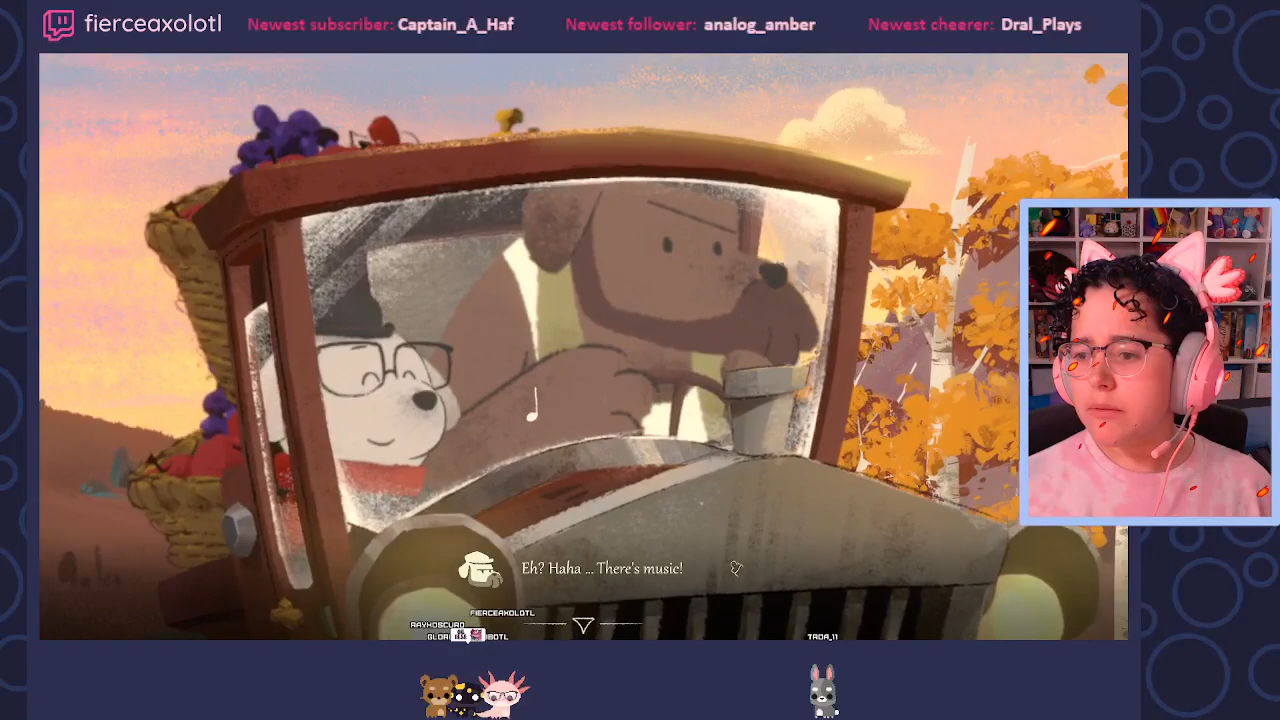 fierceaxolotl
Newest subscriber: Captain_A_Haf
Newest follower: analog_amber
Newest cheerer: Dral_Plays
Eh? Haha ... There's music!
FIERCEAXOLOTL
RAYHOSCURO
TADA_11